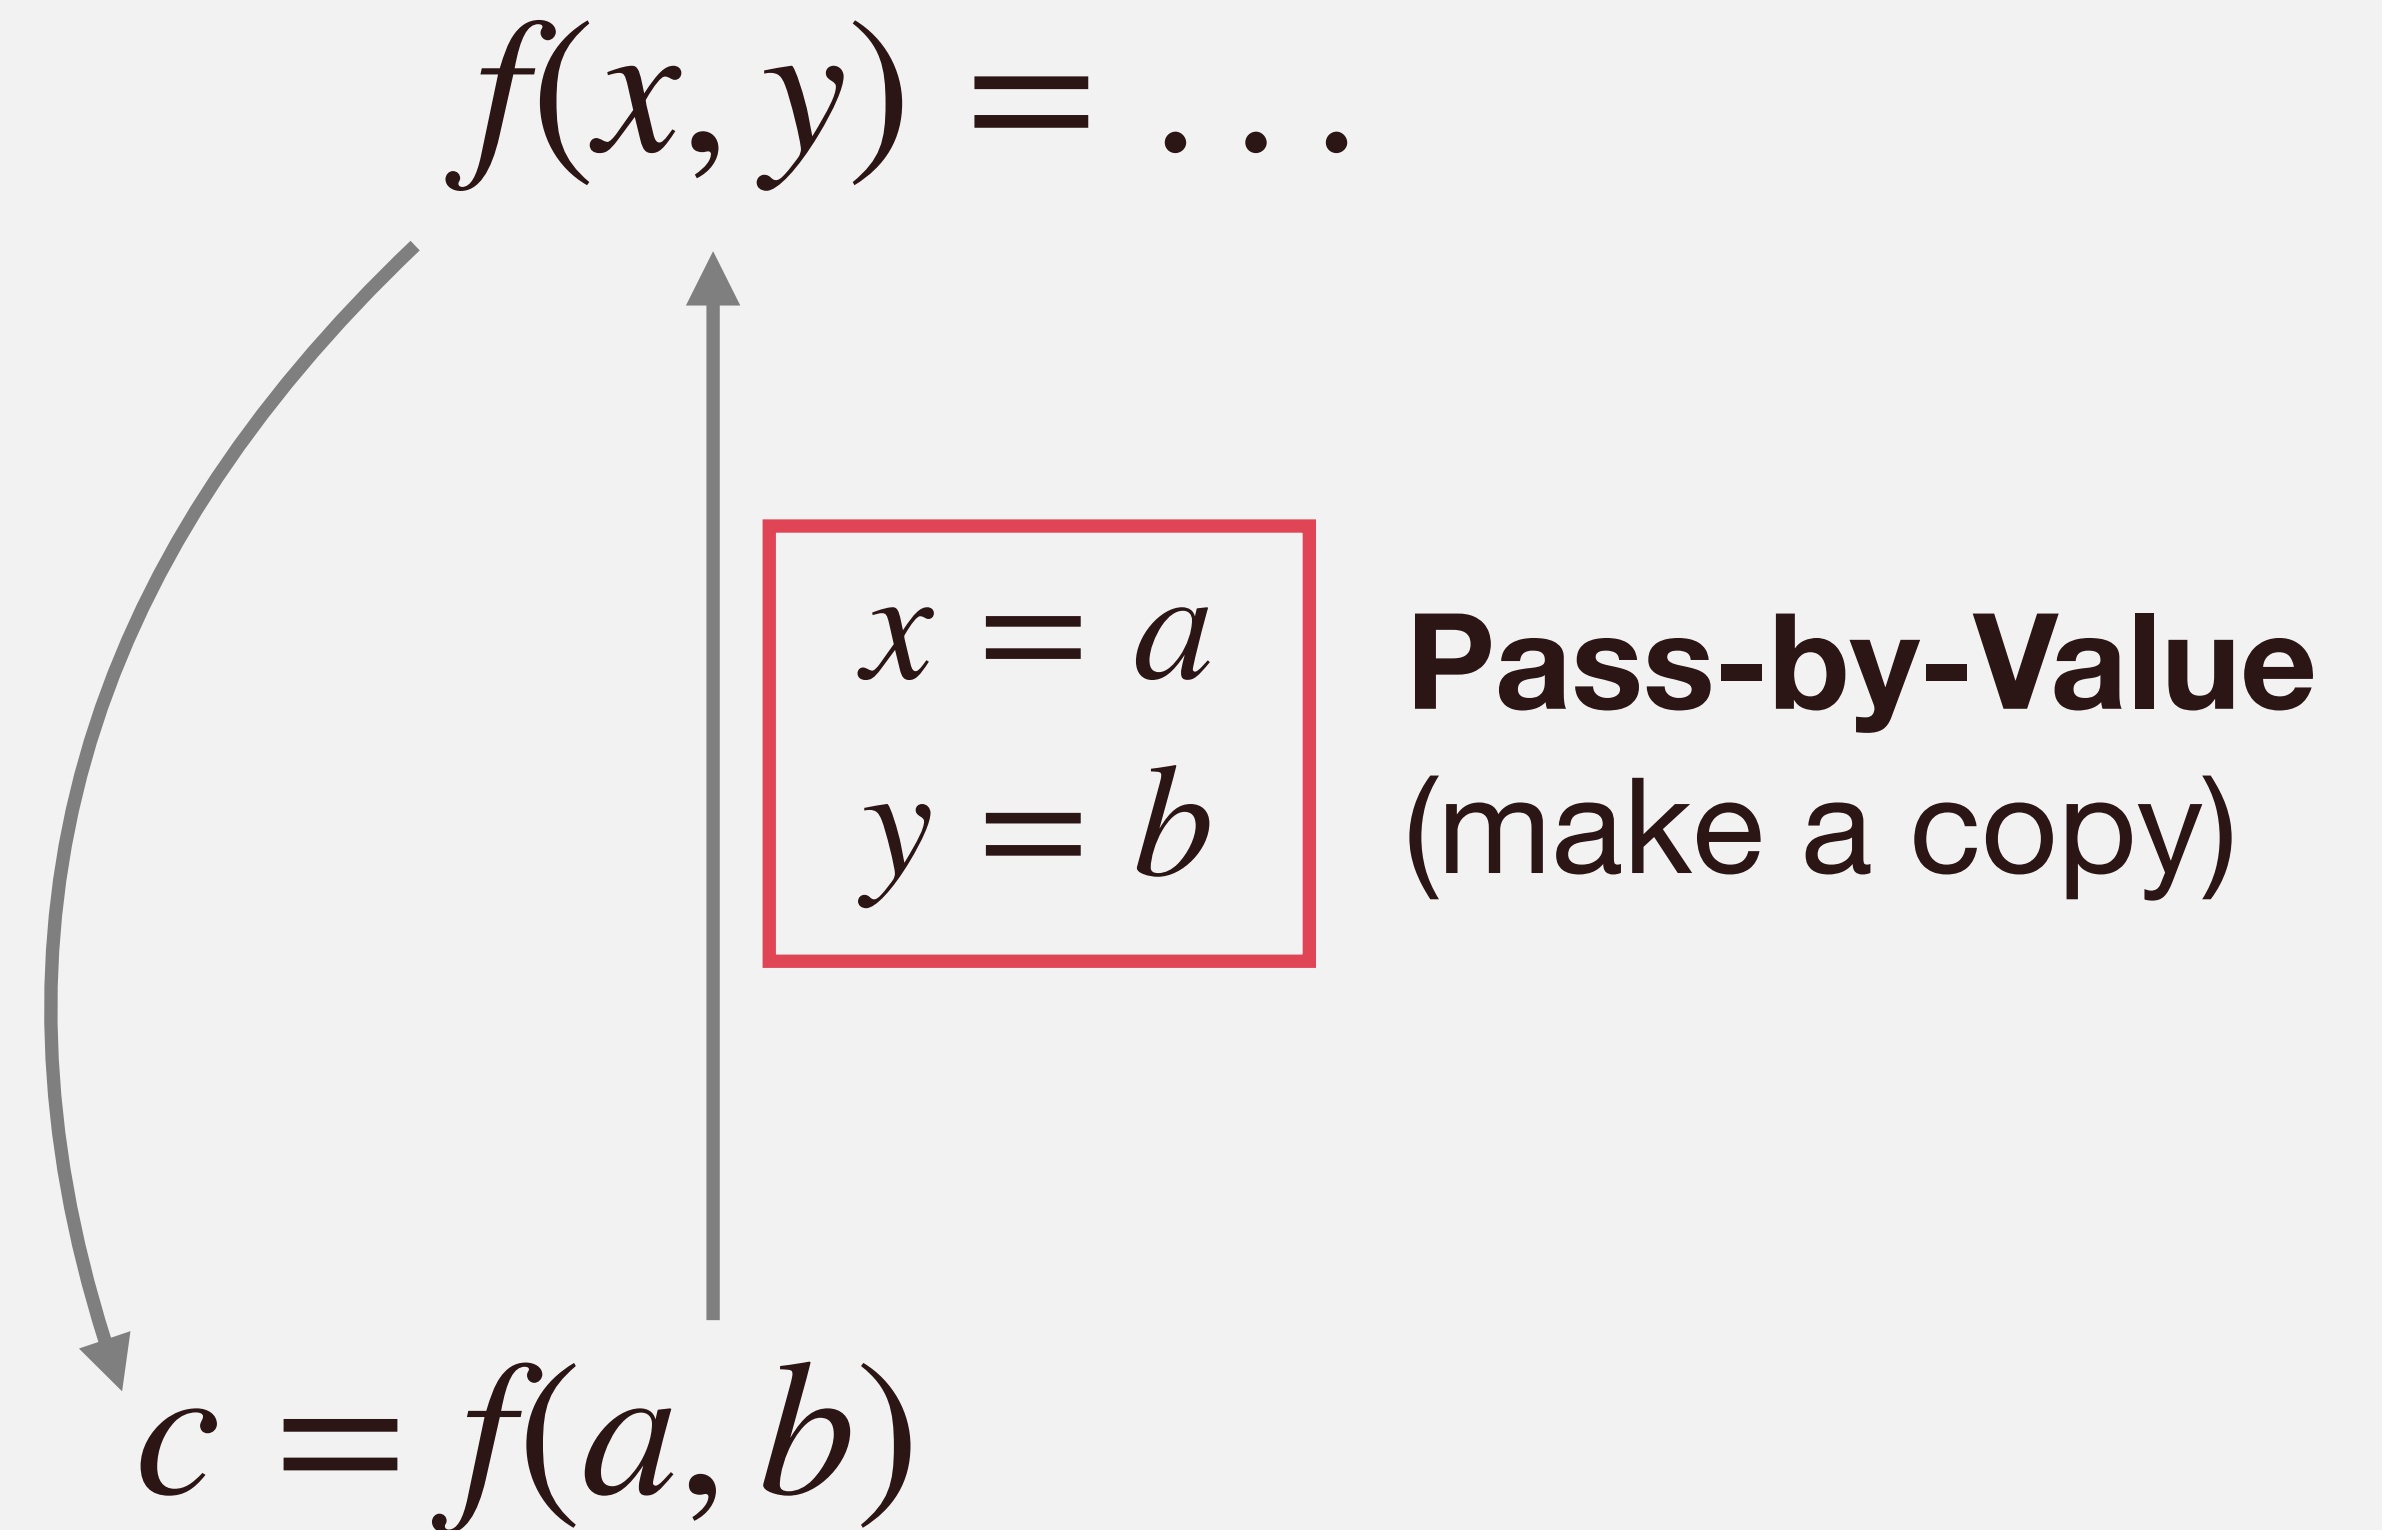 f(x, y) = . . .
x = a
y = b
Pass-by-Value
(make a copy)
c = f(a, b)